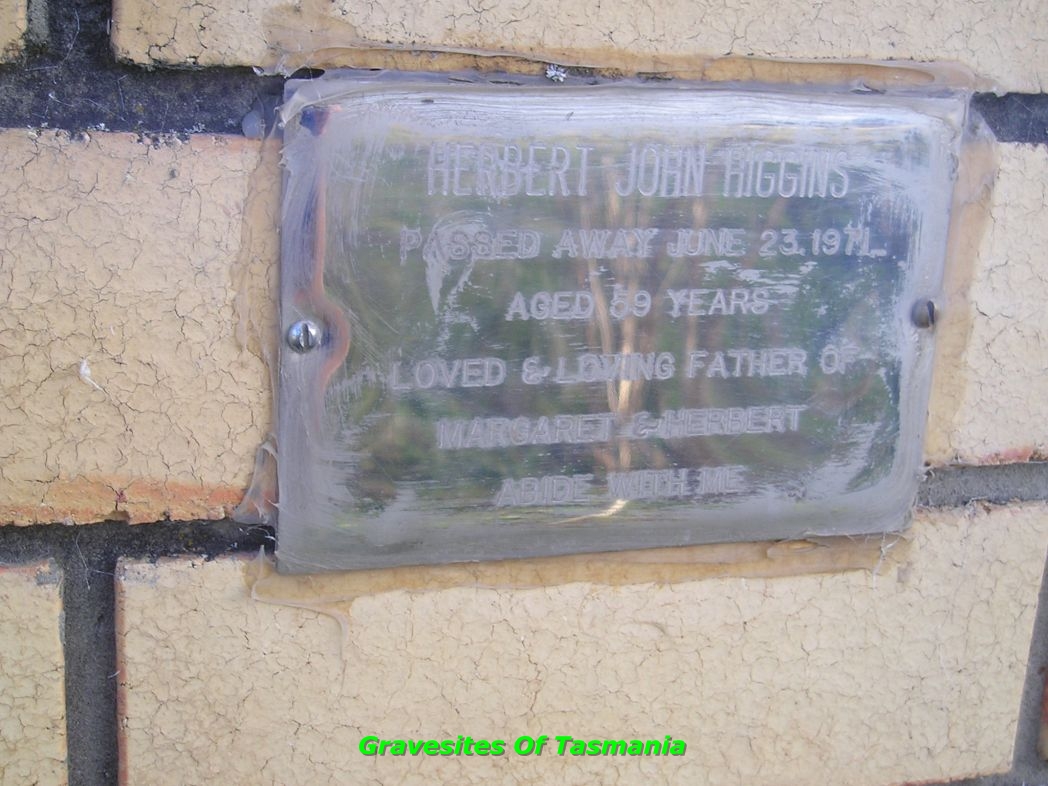 HERBERT JOHN HIGGINS
PASSED AWAY JUNE 23. 1971.
AGED 59 YEARS
LOVED & LOVING FATHER OF
MARGARET & HERBERT
ABIDE WITH ME
Gravesites Of Tasmania